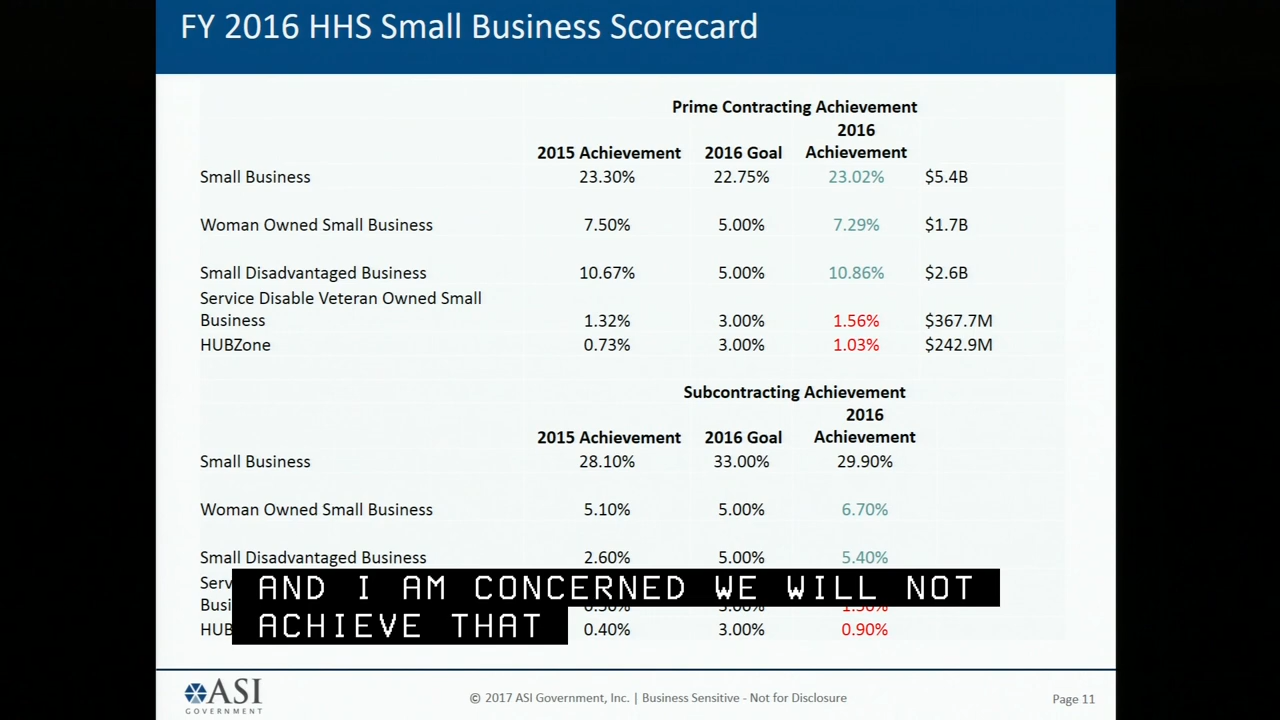 FY 2016 HHS Small Business Scorecard
Prime Contracting Achievement
2015 Achievement 2016 Goal 2016 Achievement
Small Business 23.30% 22.75% 23.02% $5.4B
Woman Owned Small Business 7.50% 5.00% 7.29% $1.7B
Small Disadvantaged Business 10.67% 5.00% 10.86% $2.6B
Service Disable Veteran Owned Small
Business 1.32% 3.00% 1.56% $367.7M
HUBZone 0.73% 3.00% 1.03% $242.9M
Subcontracting Achievement
2015 Achievement 2016 Goal 2016 Achievement
Small Business 28.10% 33.00% 29.90%
Woman Owned Small Business 5.10% 5.00% 6.70%
Small Disadvantaged Business 2.60% 5.00% 5.40%
AND I AM CONCERNED WE WILL NOT
ACHIEVE THAT
0.40% 3.00% 0.90%
ASI
GOVERNMENT
© 2017 ASI Government, Inc. | Business Sensitive - Not for Disclosure
Page 11